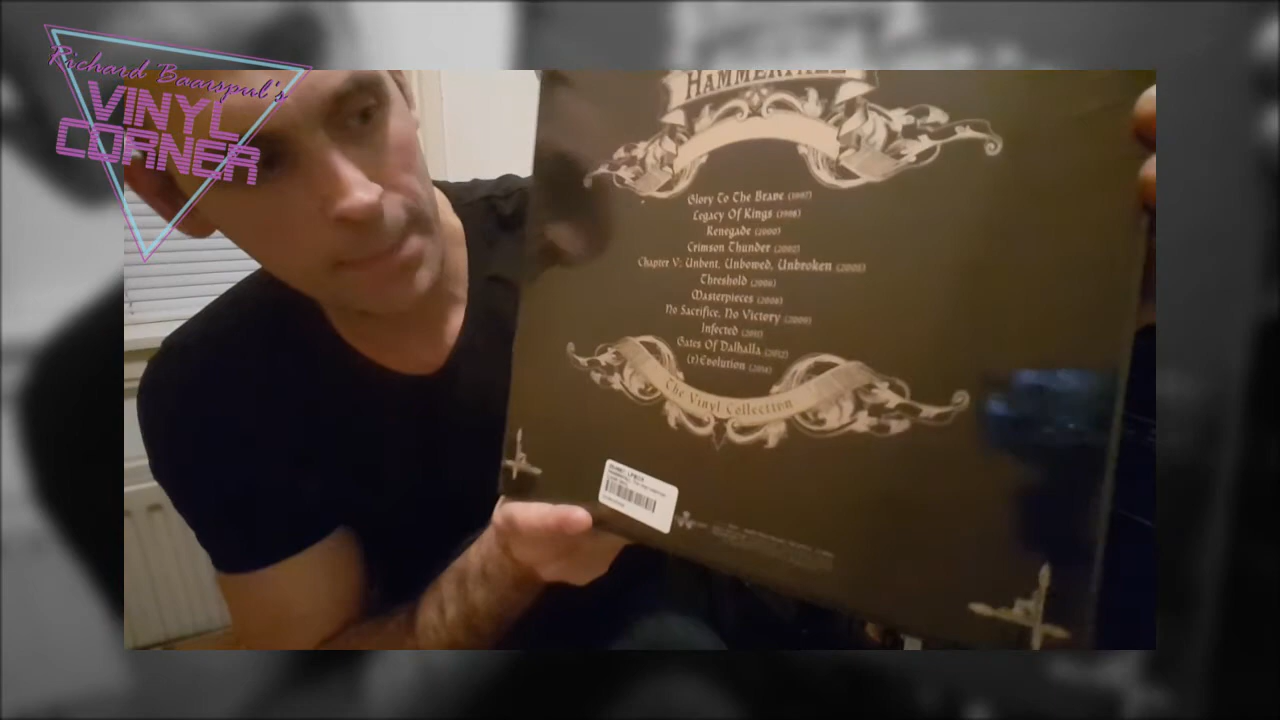 Richard Baarspul's
VINYL
CORNER
HAMMERFALL
Glory To The Brave (1997)
Legacy Of Kings (1998)
Renegade (2000)
Crimson Thunder (2002)
Chapter V: Unbent, Unbowed, Unbroken (2005)
Threshold (2006)
Masterpieces (2008)
No Sacrifice, No Victory (2009)
Infected (2011)
Gates Of Dalhalla (2012)
(r)Evolution (2014)
The Vinyl Collection